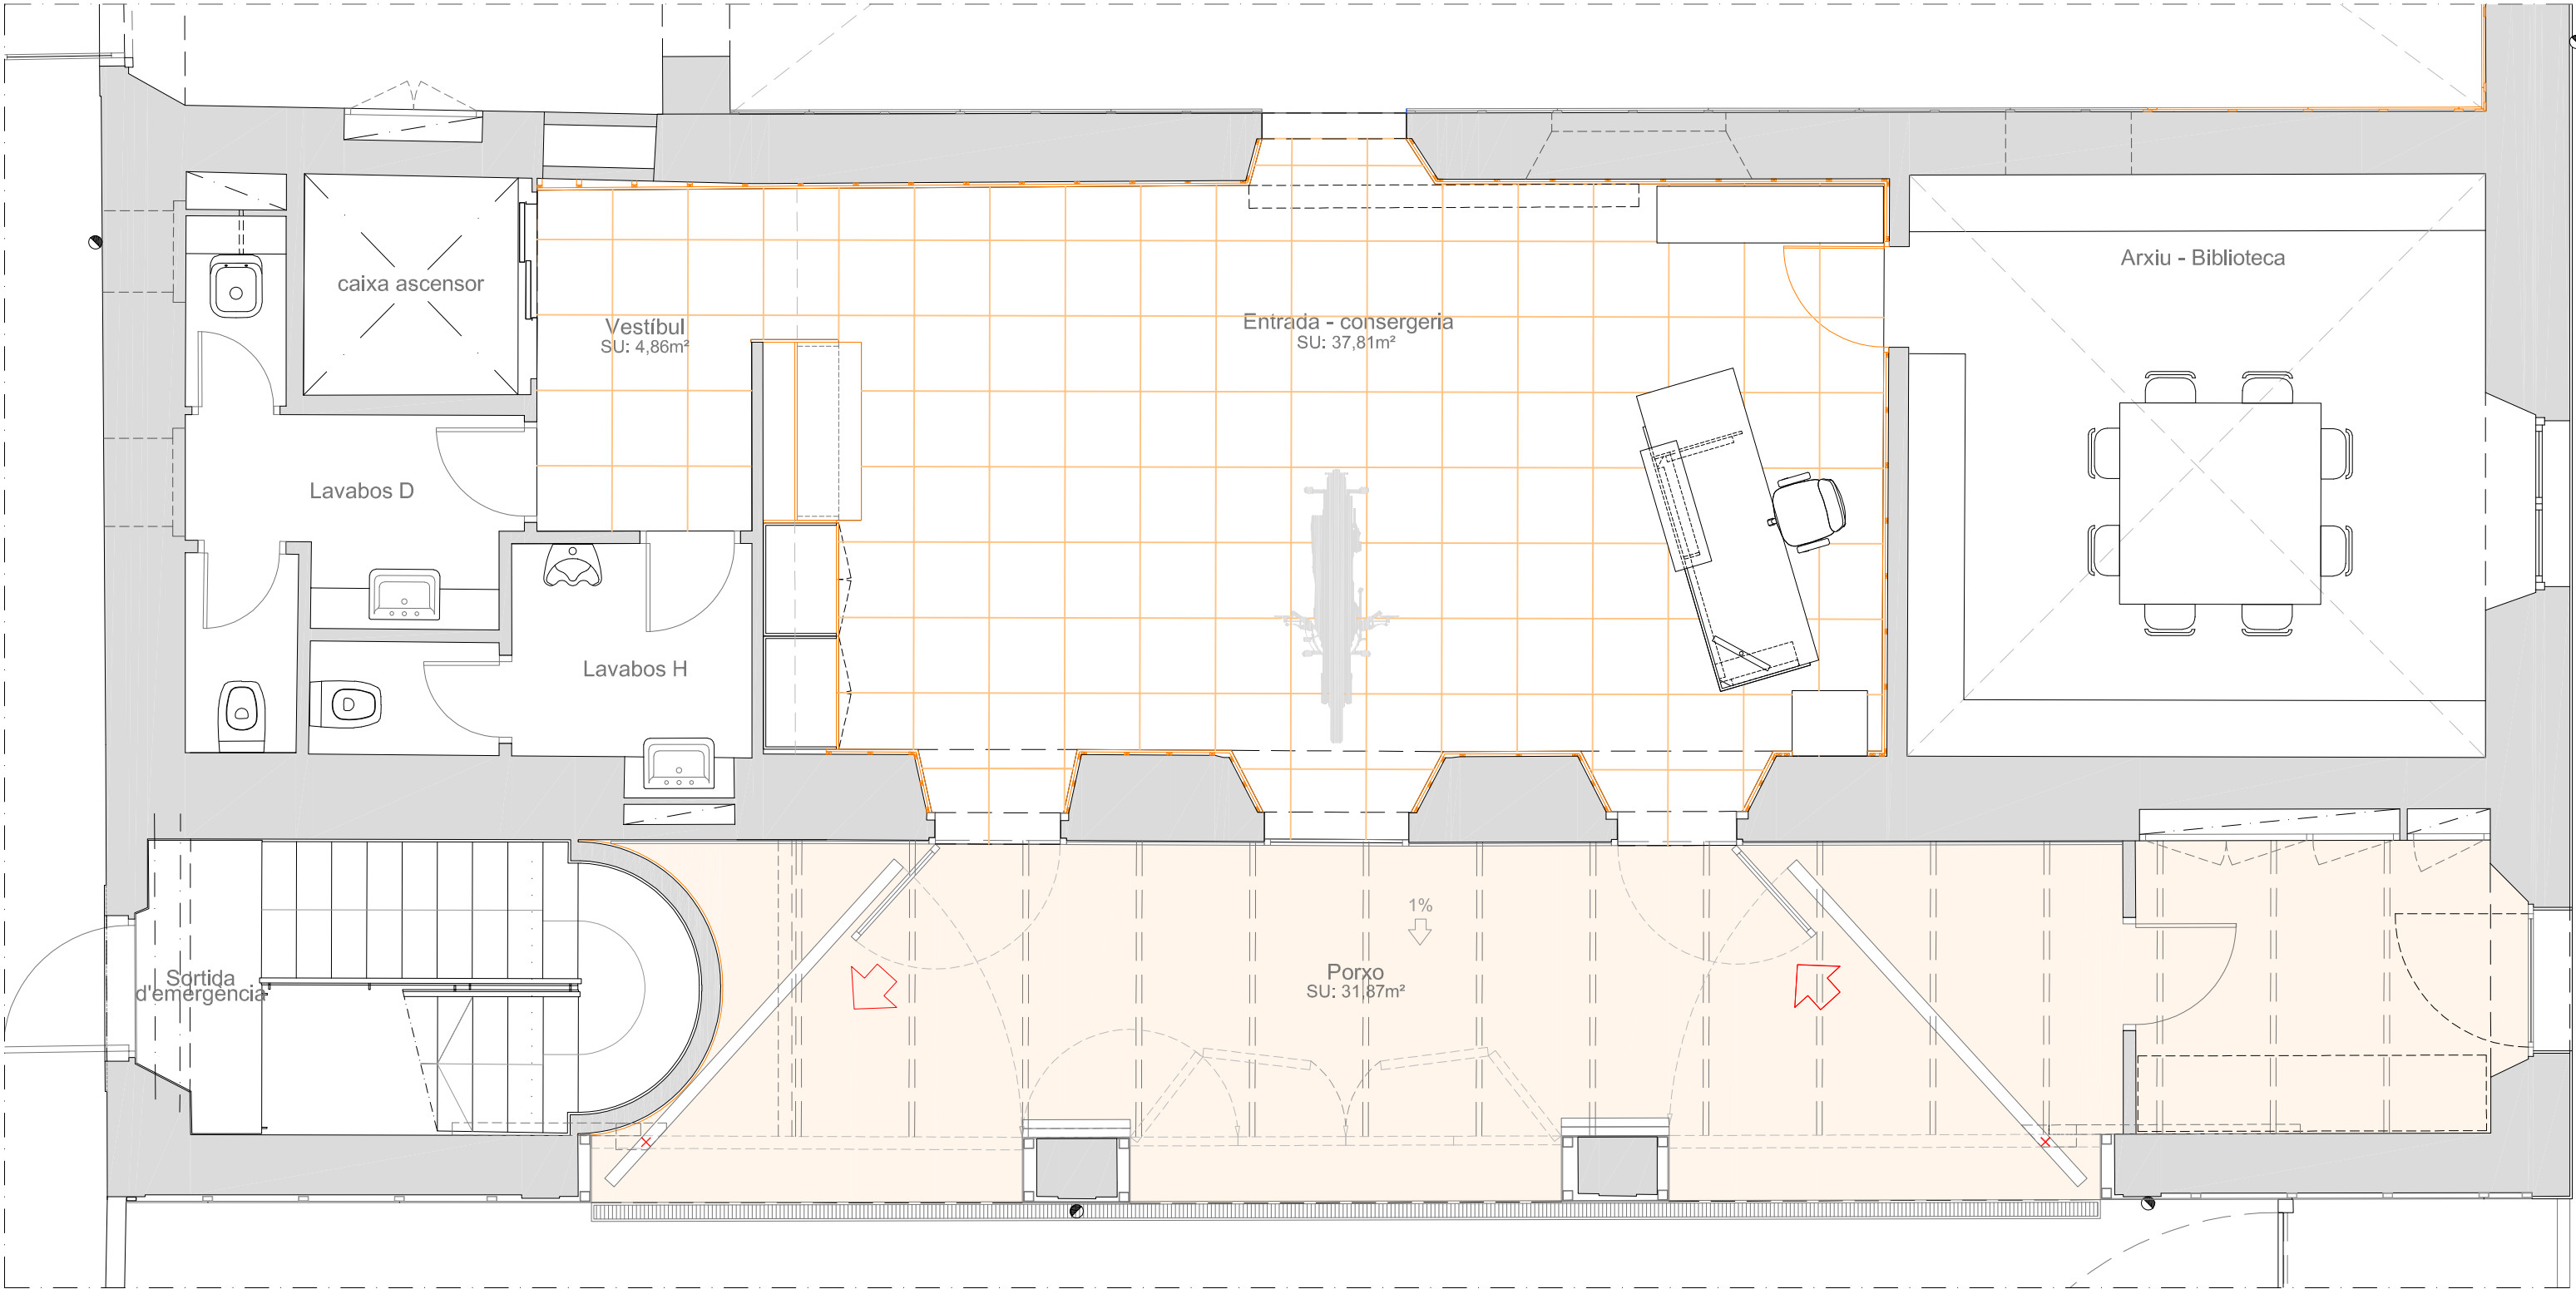 Arxiu - Biblioteca
caixa ascensor
Vestíbul
SU: 4,86m²
Entrada - consergeria
SU: 37,81m²
Lavabos D
Lavabos H
1%
Sortida
d'emergència
Porxo
SU: 31,87m²